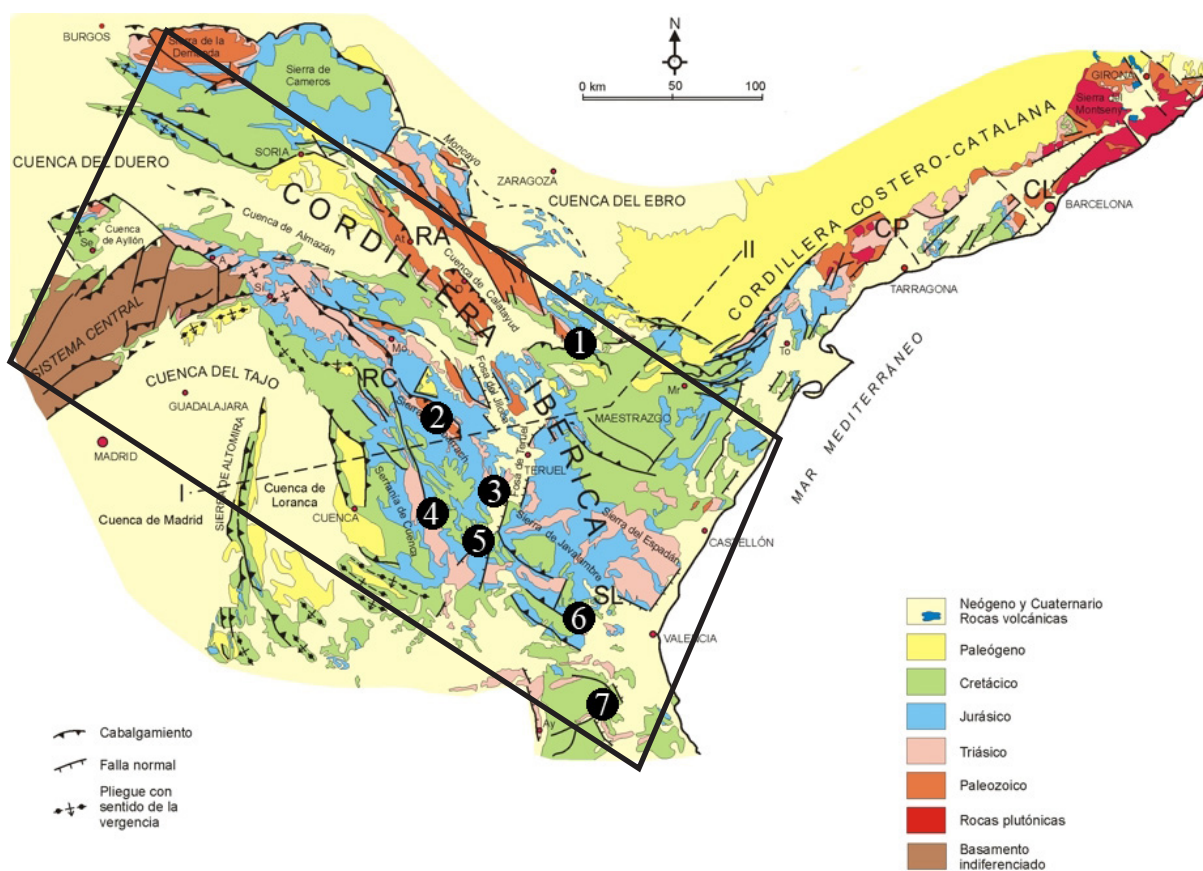 BURGOS
Sierra de la
Demanda
Sierra de
Cameros
N
0 km
50
100
GIRONA
Sierra del
Montseny
CUENCA DEL DUERO
SORIA
Moncayo
ZARAGOZA
CUENCA DEL EBRO
CORDILLERA COSTERO-CATALANA
CL
BARCELONA
CP
TARRAGONA
II
Cuenca
de Ayllón
Se
A
Si
Cuenca de Almazán
CORDILLERA
At
RA
D
Cuenca de Calatayud
SISTEMA CENTRAL
CUENCA DEL TAJO
GUADALAJARA
MADRID
Mo
RC
Fosa del Jiloca
1
To
Mr
MAESTRAZGO
IBÉRICA
2
MAR MEDITERRÁNEO
SIERRA DE ALTOMIRA
I
Cuenca de
Loranca
Cuenca de Madrid
CUENCA
Serranía de Cuenca
Fosa de Teruel
TERUEL
3
4
5
Sierra de Javalambre
Sierra del Espadán
CASTELLÓN
SL
6
VALENCIA
7
Ay
Cabalgamiento
Falla normal
Pliegue con
sentido de la
vergencia
Neógeno y Cuaternario
Rocas volcánicas
Paleógeno
Cretácico
Jurásico
Triásico
Paleozoico
Rocas plutónicas
Basamento
indiferenciado